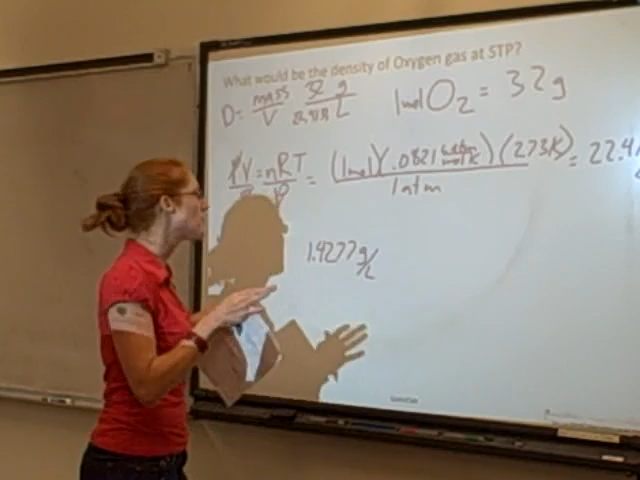 What would be the density of Oxygen gas at STP?
D = mass/V 32 g/22.4181 L 1 mol O₂ = 32 g
PV = nRT = (1 mol)(.0821 L·atm/mol·K)(273K) = 22.4
P P 1 atm
1.4277 g/L